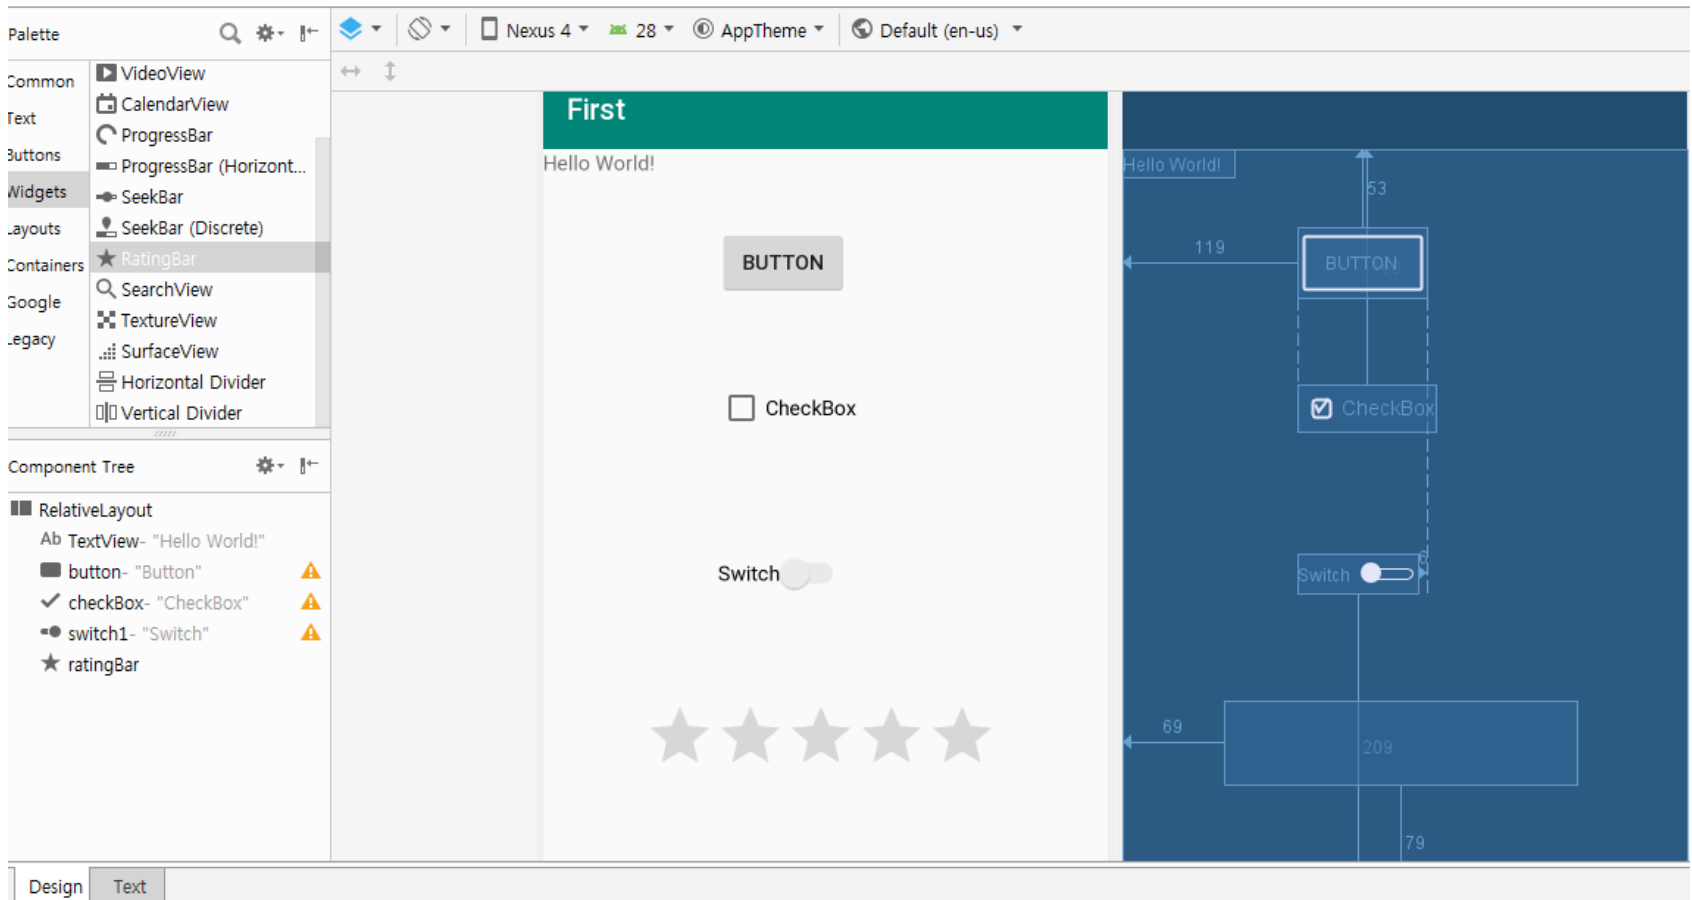 Palette
Nexus 4
28
AppTheme
Default (en-us)
Common
Text
Buttons
Widgets
Layouts
Containers
Google
Legacy
VideoView
CalendarView
ProgressBar
ProgressBar (Horizont...
SeekBar
SeekBar (Discrete)
RatingBar
SearchView
TextureView
SurfaceView
Horizontal Divider
Vertical Divider
Component Tree
RelativeLayout
Ab TextView- "Hello World!"
button- "Button"
checkBox- "CheckBox"
switch1- "Switch"
ratingBar
First
Hello World!
BUTTON
CheckBox
Switch
Hello World!
53
119
BUTTON
CheckBox
6
Switch
69
209
79
Design
Text